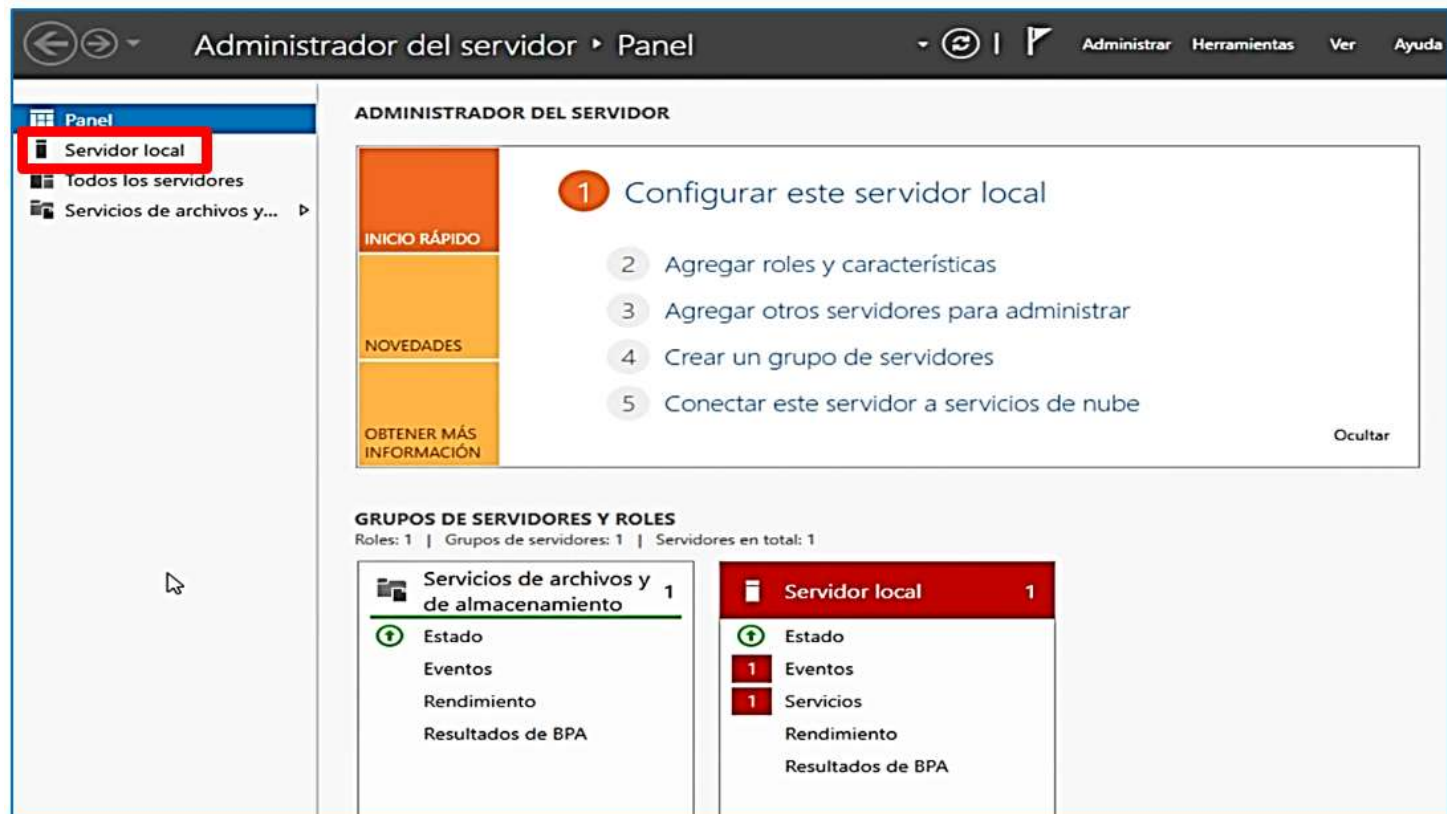 Administrador del servidor ‣ Panel
Administrar Herramientas Ver Ayuda
Panel
Servidor local
Todos los servidores
Servicios de archivos y...
ADMINISTRADOR DEL SERVIDOR
INICIO RÁPIDO
NOVEDADES
OBTENER MÁS
INFORMACIÓN
1 Configurar este servidor local
2 Agregar roles y características
3 Agregar otros servidores para administrar
4 Crear un grupo de servidores
5 Conectar este servidor a servicios de nube
Ocultar
GRUPOS DE SERVIDORES Y ROLES
Roles: 1 | Grupos de servidores: 1 | Servidores en total: 1
Servicios de archivos y
de almacenamiento 1
Estado
Eventos
Rendimiento
Resultados de BPA
Servidor local 1
Estado
1 Eventos
1 Servicios
Rendimiento
Resultados de BPA